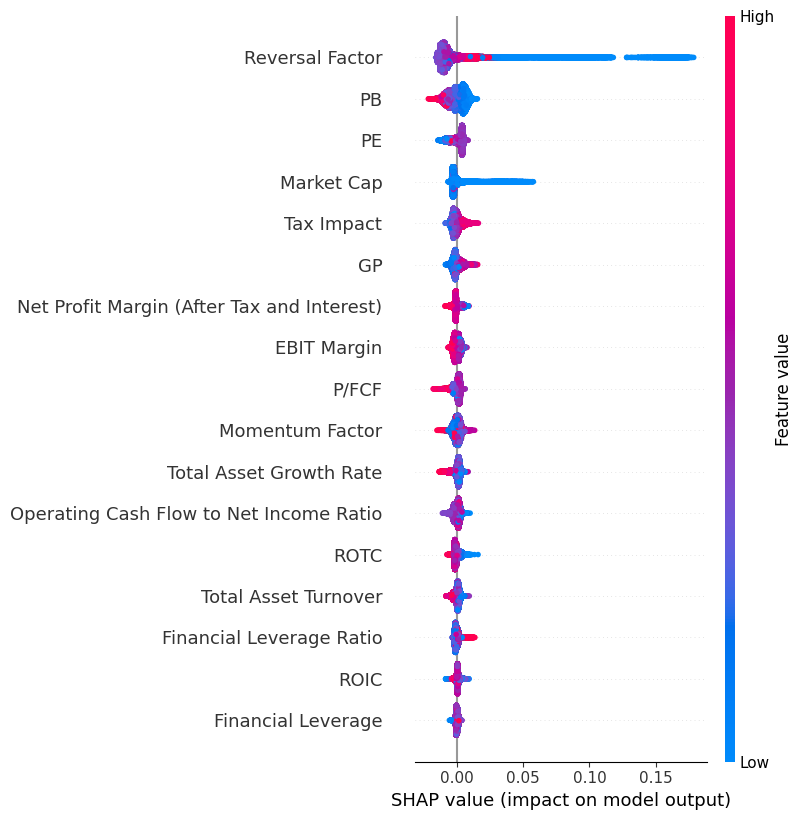 High
Reversal Factor
PB
PE
Market Cap
Tax Impact
GP
Net Profit Margin (After Tax and Interest)
EBIT Margin
P/FCF
Momentum Factor
Total Asset Growth Rate
Operating Cash Flow to Net Income Ratio
ROTC
Total Asset Turnover
Financial Leverage Ratio
ROIC
Financial Leverage
Feature value
Low
0.00 0.05 0.10 0.15
SHAP value (impact on model output)